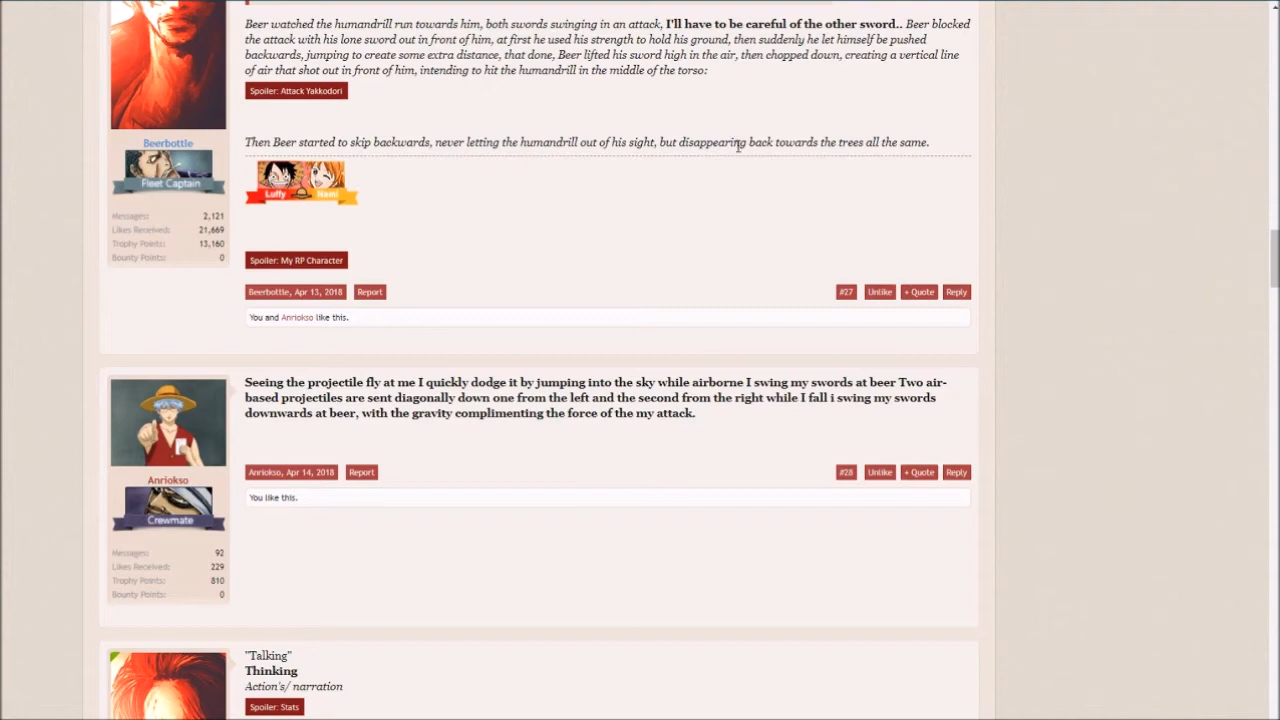 Beer watched the humandrill run towards him, both swords swinging in an attack, I'll have to be careful of the other sword.. Beer blocked
the attack with his lone sword out in front of him, at first he used his strength to hold his ground, then suddenly he let himself be pushed
backwards, jumping to create some extra distance, that done, Beer lifted his sword high in the air, then chopped down, creating a vertical line
of air that shot out in front of him, intending to hit the humandrill in the middle of the torso:
Spoiler: Attack Yakkodori
Then Beer started to skip backwards, never letting the humandrill out of his sight, but disappearing back towards the trees all the same.
Beerbottle
Fleet Captain
Messages: 2,121
Likes Received: 21,669
Trophy Points: 13,160
Bounty Points: 0
Luffy Nami
Spoiler: My RP Character
Beerbottle, Apr 13, 2018 Report #27 Unlike + Quote Reply
You and Anriokso like this.
Seeing the projectile fly at me I quickly dodge it by jumping into the sky while airborne I swing my swords at beer Two air-
based projectiles are sent diagonally down one from the left and the second from the right while I fall i swing my swords
downwards at beer, with the gravity complimenting the force of the my attack.
Anriokso
Crewmate
Messages: 92
Likes Received: 229
Trophy Points: 810
Bounty Points: 0
Anriokso, Apr 14, 2018 Report #28 Unlike + Quote Reply
You like this.
"Talking"
Thinking
Action's/ narration
Spoiler: Stats